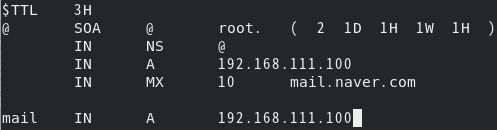 $TTL 3H
@ SOA @ root. ( 2 1D 1H 1W 1H )
IN NS @
IN A 192.168.111.100
IN MX 10 mail.naver.com
mail IN A 192.168.111.100